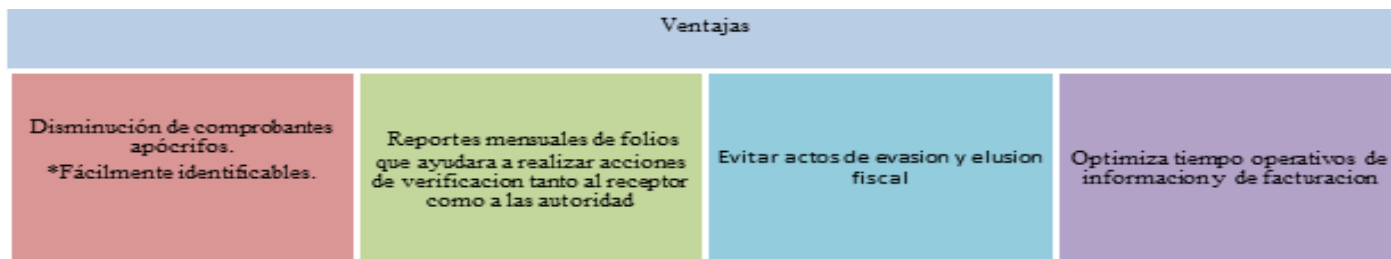 Ventajas
Disminución de comprobantes
apócrifos.
*Fácilmente identificables.
Reportes mensuales de folios
que ayudara a realizar acciones
de verificacion tanto al receptor
como a las autoridad
Evitar actos de evasion y elusion
fiscal
Optimiza tiempo operativos de
informacion y de facturacion